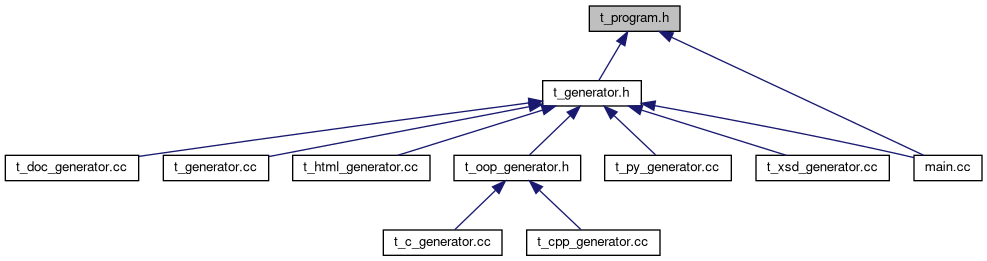 t_program.h
t_generator.h
t_doc_generator.cc
t_generator.cc
t_html_generator.cc
t_oop_generator.h
t_py_generator.cc
t_xsd_generator.cc
main.cc
t_c_generator.cc
t_cpp_generator.cc